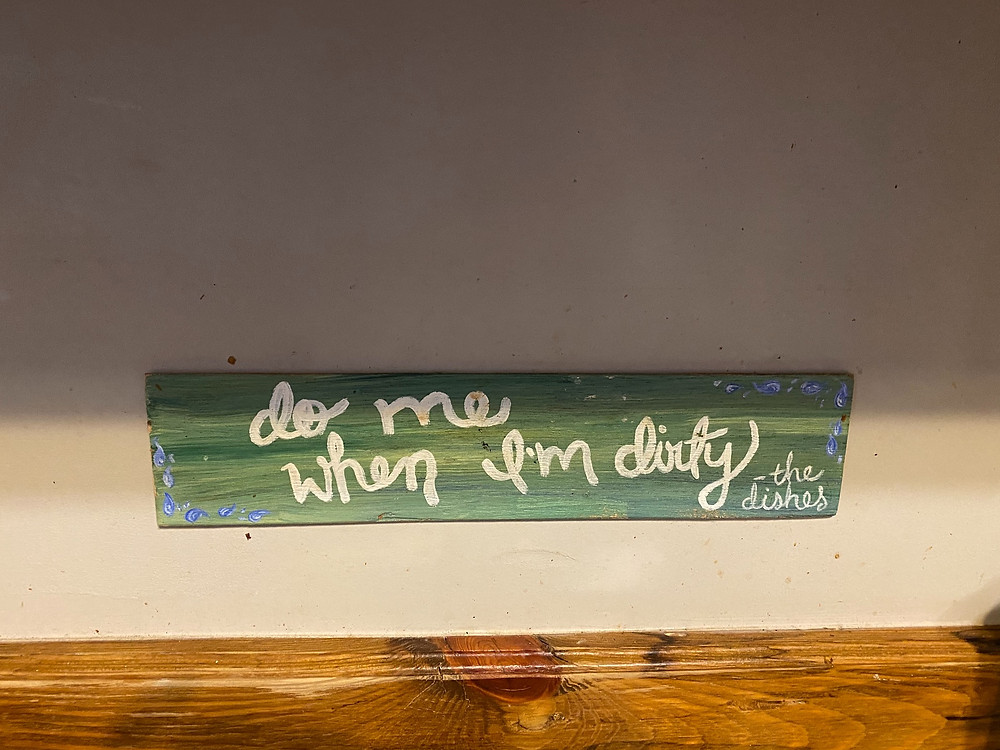 do me
when I'm dirty
- the
dishes